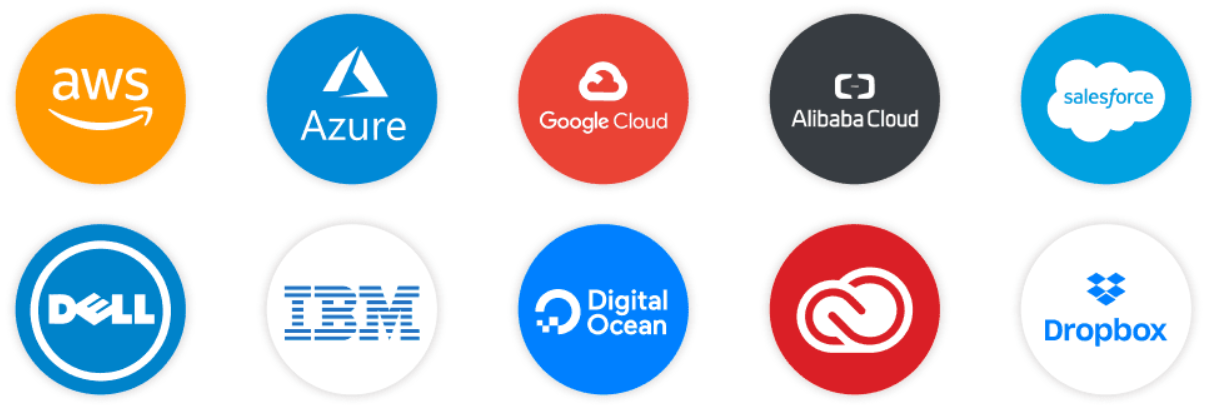 aws
Azure
Google Cloud
Alibaba Cloud
salesforce
DELL
IBM
Digital
Ocean
Dropbox